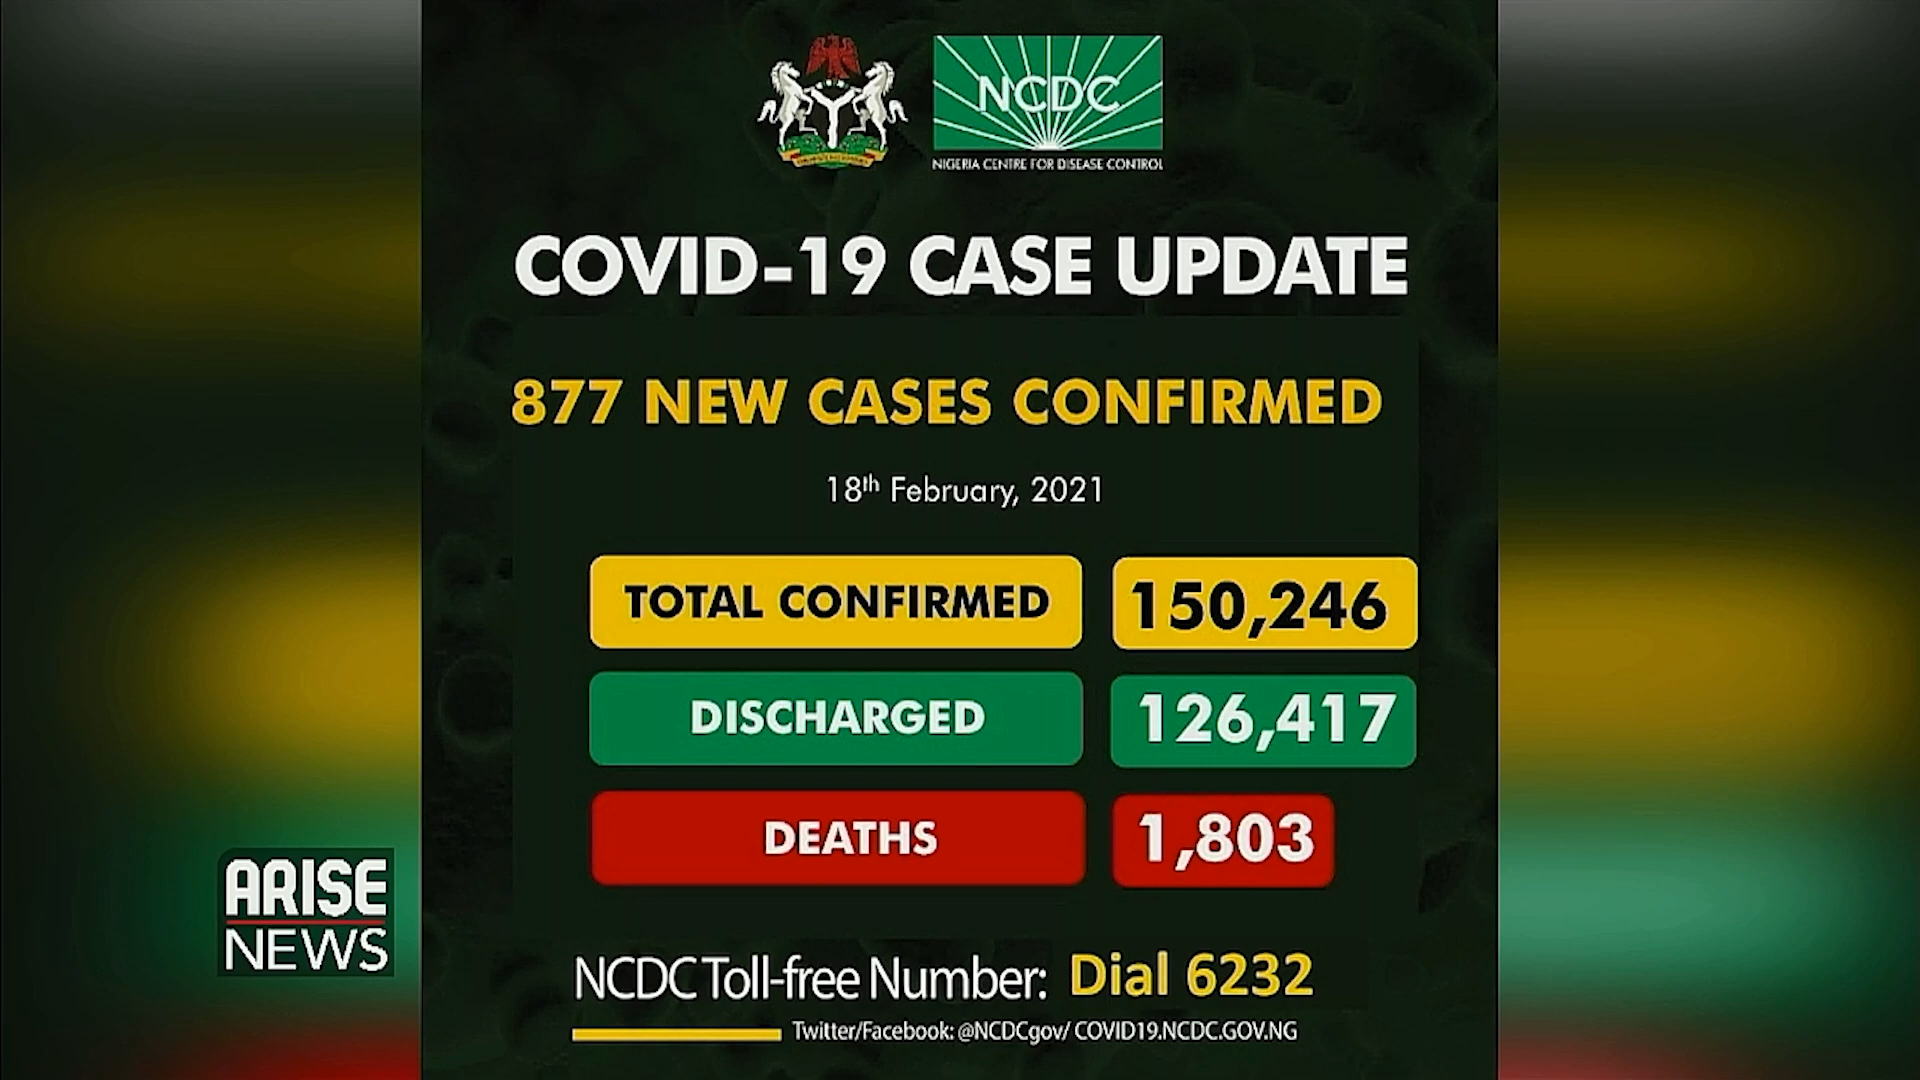 NCDC
NIGERIA CENTRE FOR DISEASE CONTROL
COVID-19 CASE UPDATE
877 NEW CASES CONFIRMED
18th February, 2021
TOTAL CONFIRMED 150,246
DISCHARGED 126,417
DEATHS 1,803
ARISE
NEWS
NCDC Toll-free Number: Dial 6232
Twitter/Facebook: @NCDCgov/ COVID19.NCDC.GOV.NG